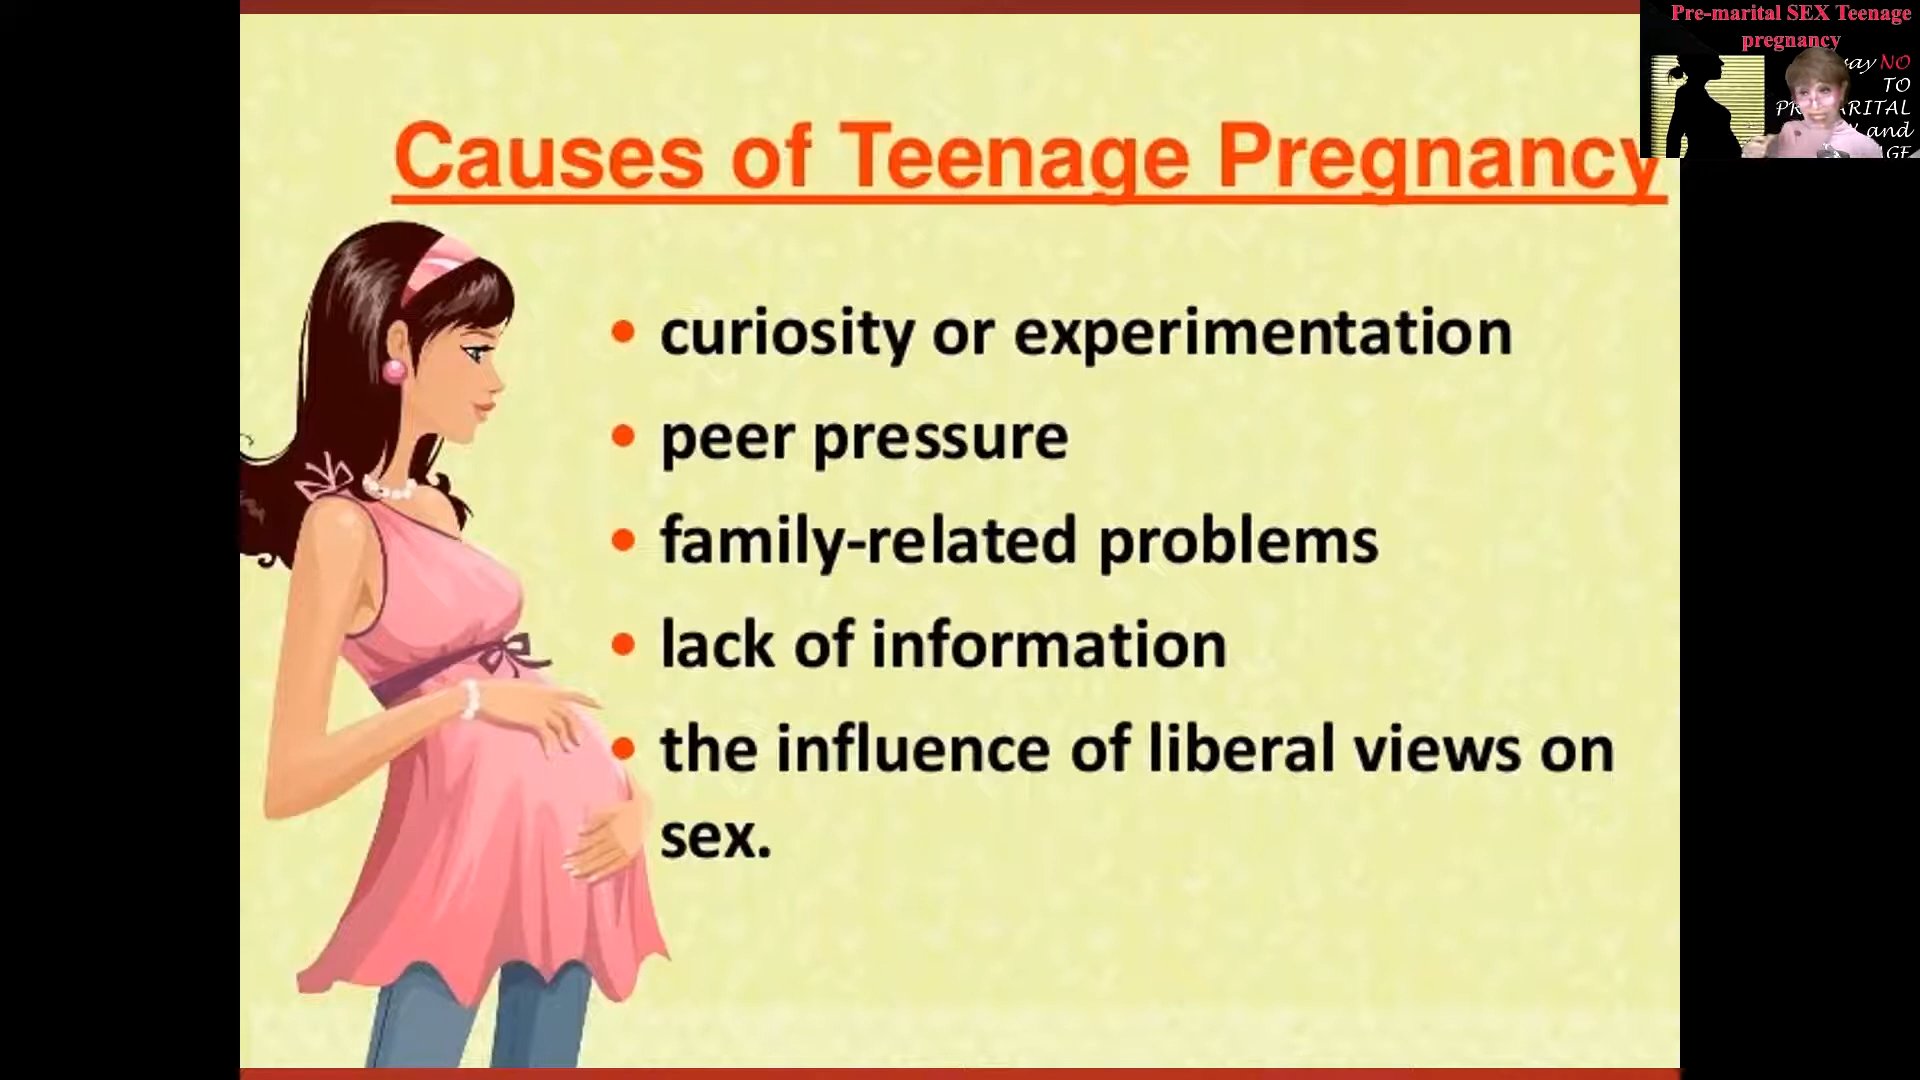 Causes of Teenage Pregnancy
• curiosity or experimentation
• peer pressure
• family-related problems
• lack of information
• the influence of liberal views on
sex.
Pre-marital SEX Teenage
pregnancy
NO
TO
and